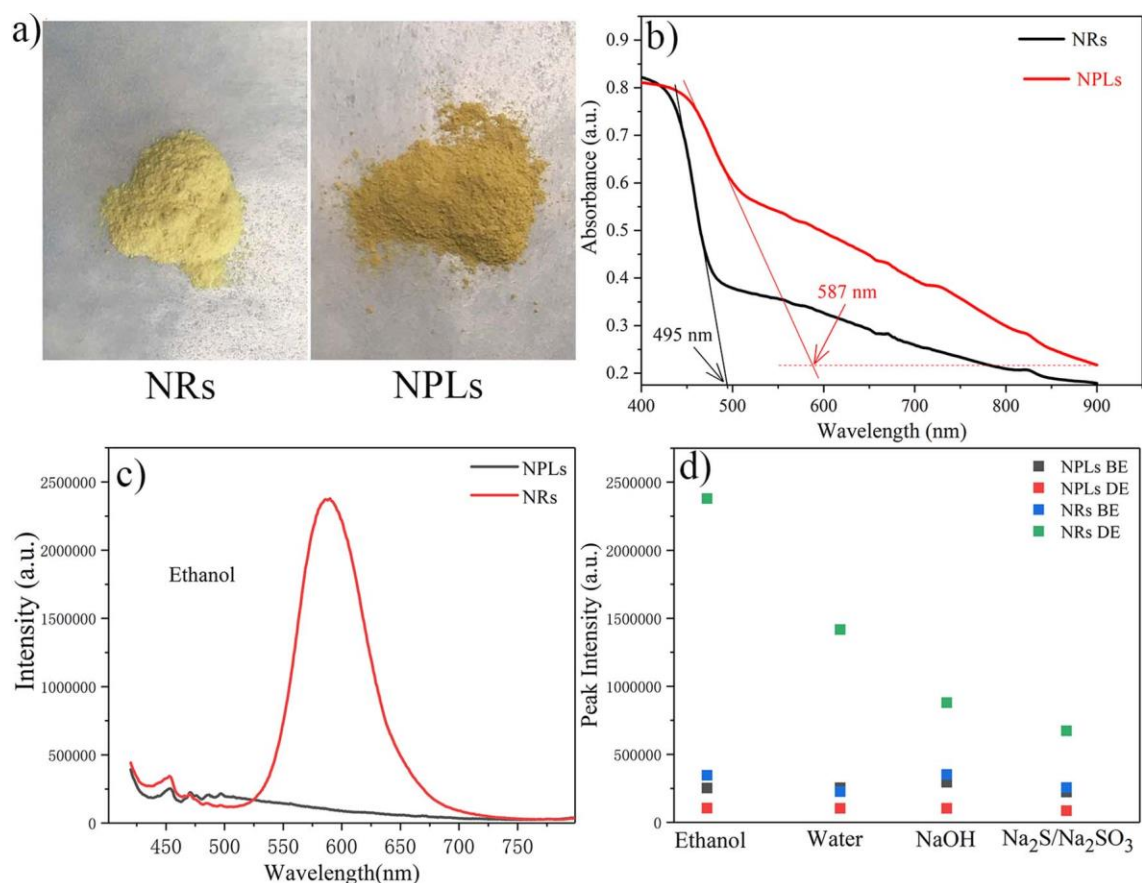 a)
NRs
NPLs
b)
NRs
NPLs
0.9
0.8
0.7
0.6
0.5
0.4
0.3
0.2
Absorbance (a.u.)
587 nm
495 nm
400
500
600
700
800
900
Wavelength (nm)
c)
NPLs
NRs
2500000
2000000
1500000
1000000
500000
0
Intensity (a.u.)
Ethanol
450
500
550
600
650
700
750
Wavelength(nm)
d)
NPLs BE
NPLs DE
NRs BE
NRs DE
2500000
2000000
1500000
1000000
500000
0
Peak Intensity (a.u.)
Ethanol
Water
NaOH
Na₂S/Na₂SO₃